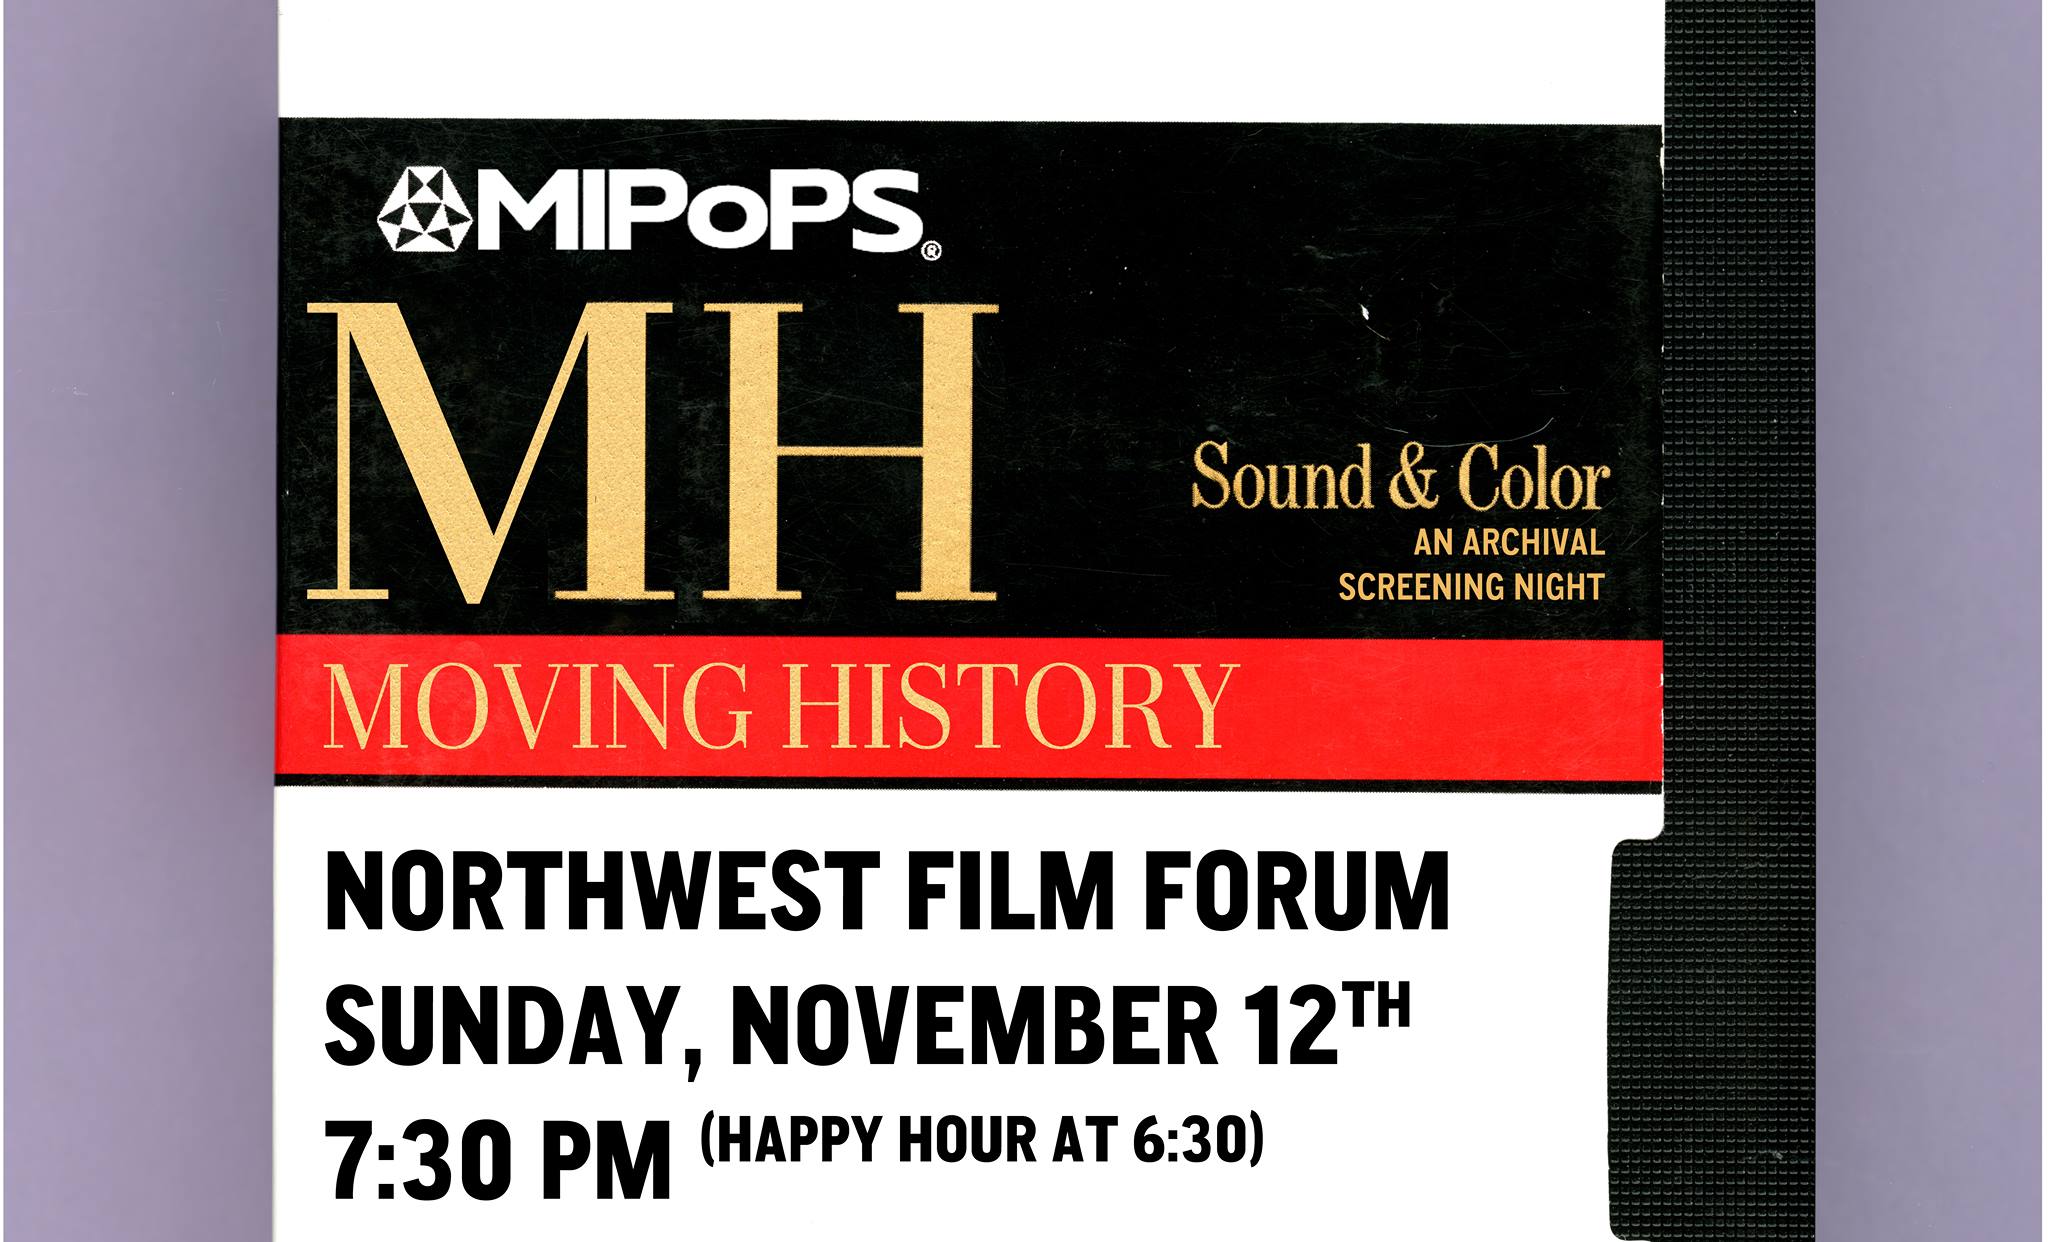 MIPoPS®
MH
Sound & Color
AN ARCHIVAL
SCREENING NIGHT
MOVING HISTORY
NORTHWEST FILM FORUM
SUNDAY, NOVEMBER 12TH
7:30 PM (HAPPY HOUR AT 6:30)